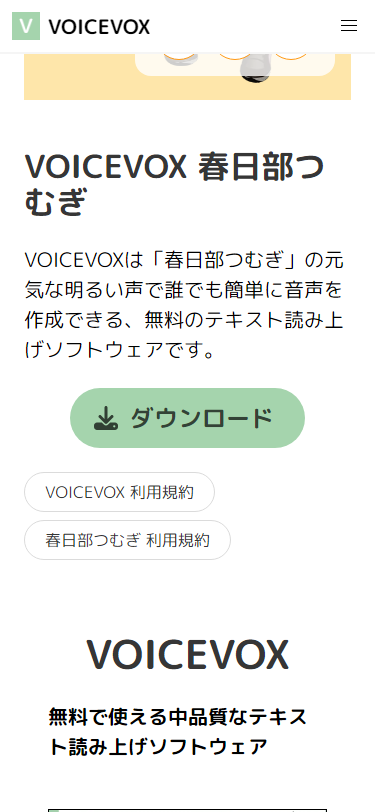 V VOICEVOX
VOICEVOX 春日部つ
むぎ
VOICEVOXは「春日部つむぎ」の元
気な明るい声で誰でも簡単に音声を
作成できる、無料のテキスト読み上
げソフトウェアです。
ダウンロード
VOICEVOX 利用規約
春日部つむぎ 利用規約
VOICEVOX
無料で使える中品質なテキス
ト読み上げソフトウェア